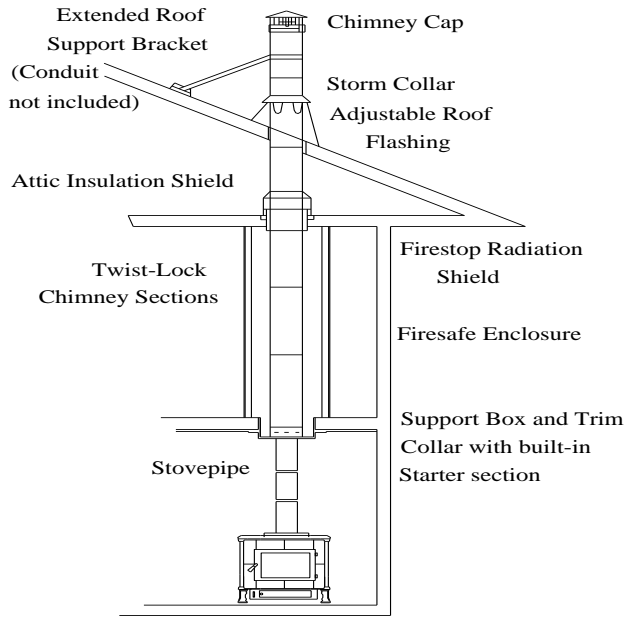 Extended Roof
Support Bracket
(Conduit
not included)
Chimney Cap
Storm Collar
Adjustable Roof
Flashing
Attic Insulation Shield
Firestop Radiation
Shield
Twist-Lock
Chimney Sections
Firesafe Enclosure
Support Box and Trim
Collar with built-in
Starter section
Stovepipe